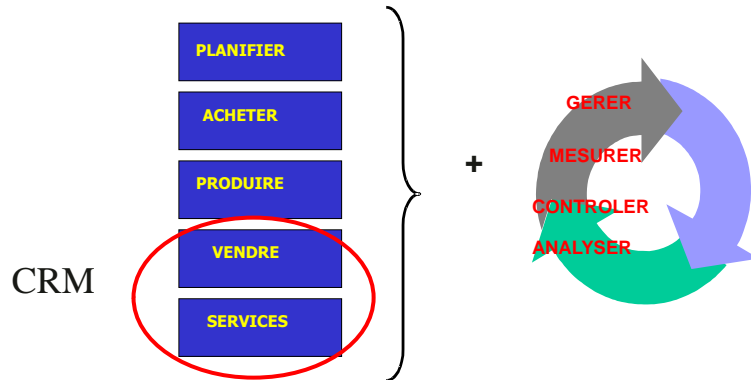 PLANIFIER
ACHETER
PRODUIRE
VENDRE
SERVICES
CRM
+
GERER
MESURER
CONTROLER
ANALYSER